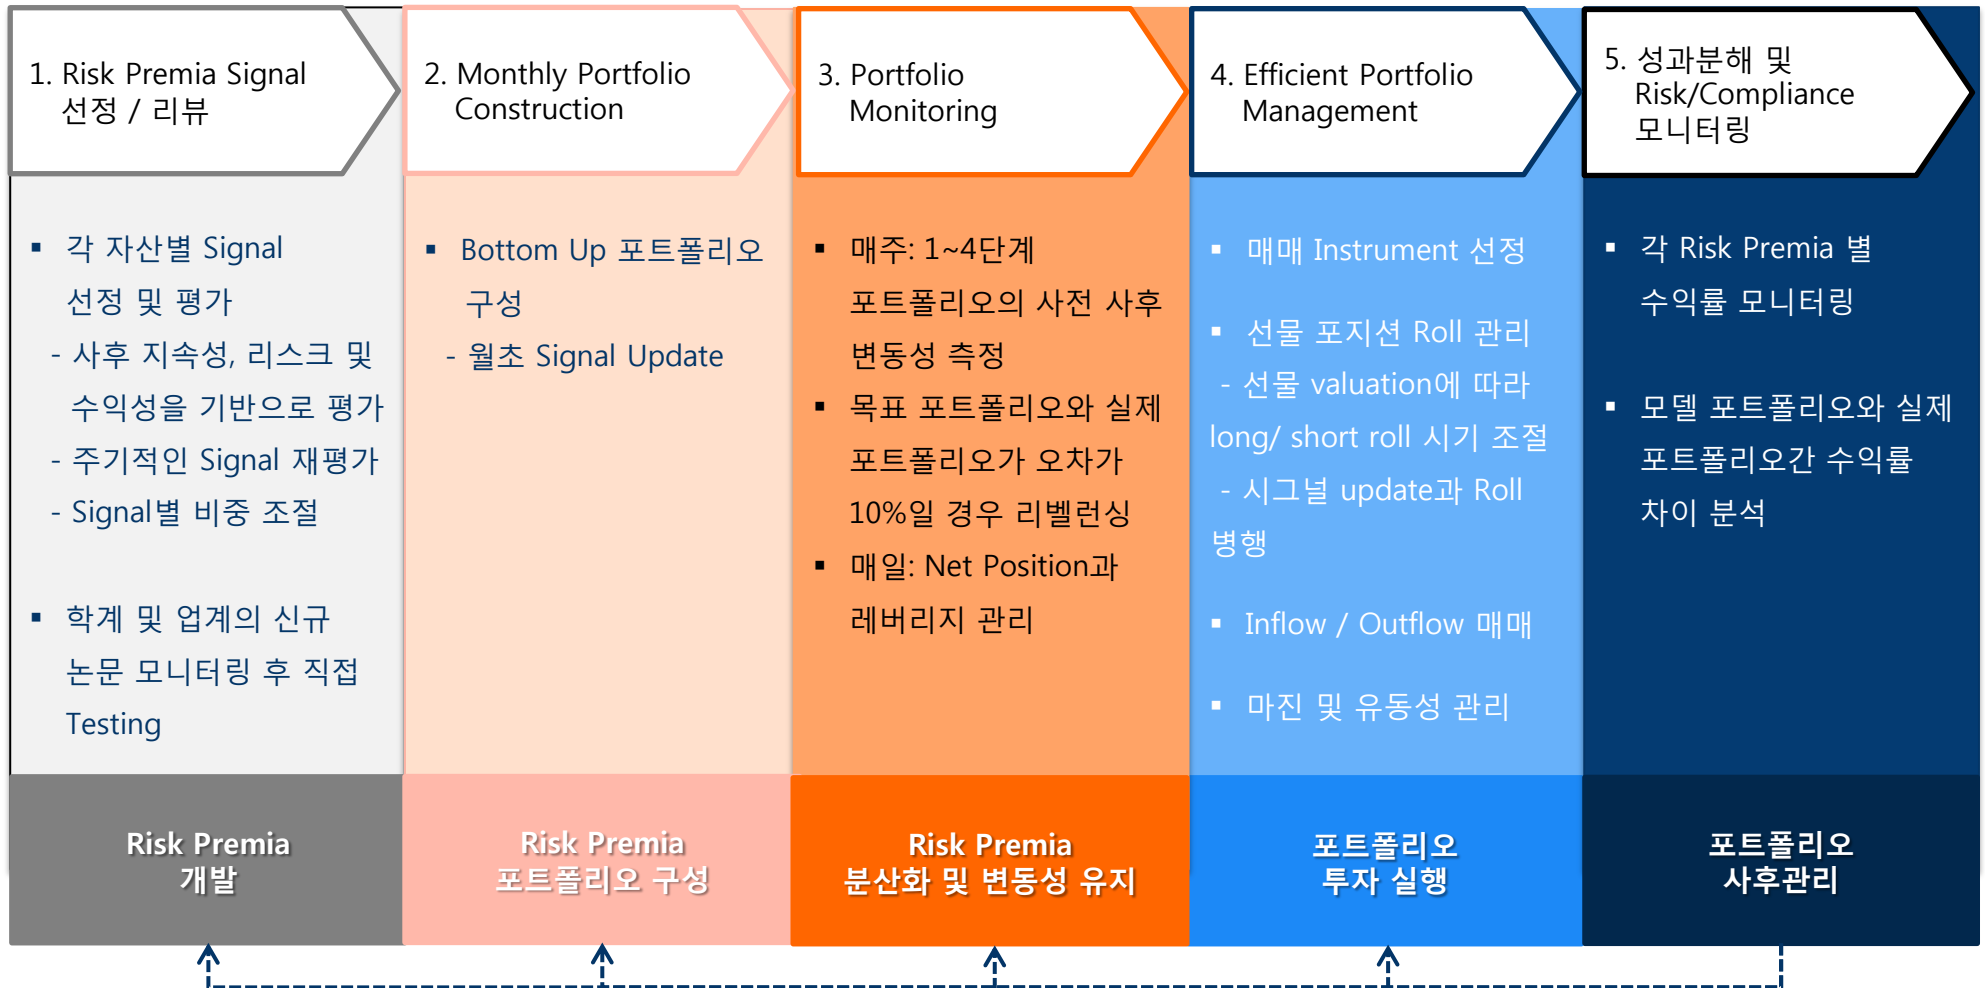 1. Risk Premia Signal
선정 / 리뷰
2. Monthly Portfolio
Construction
3. Portfolio
Monitoring
4. Efficient Portfolio
Management
5. 성과분해 및
Risk/Compliance
모니터링
▪ 각 자산별 Signal
선정 및 평가
- 사후 지속성, 리스크 및
수익성을 기반으로 평가
- 주기적인 Signal 재평가
- Signal별 비중 조절
▪ 학계 및 업계의 신규
논문 모니터링 후 직접
Testing
▪ Bottom Up 포트폴리오
구성
- 월초 Signal Update
▪ 매주: 1~4단계
포트폴리오의 사전 사후
변동성 측정
▪ 목표 포트폴리오와 실제
포트폴리오가 오차가
10%일 경우 리벨런싱
▪ 매일: Net Position과
레버리지 관리
▪ 매매 Instrument 선정
▪ 선물 포지션 Roll 관리
- 선물 valuation에 따라
long/ short roll 시기 조절
- 시그널 update과 Roll
병행
▪ Inflow / Outflow 매매
▪ 마진 및 유동성 관리
▪ 각 Risk Premia 별
수익률 모니터링
▪ 모델 포트폴리오와 실제
포트폴리오간 수익률
차이 분석
Risk Premia
개발
Risk Premia
포트폴리오 구성
Risk Premia
분산화 및 변동성 유지
포트폴리오
투자 실행
포트폴리오
사후관리